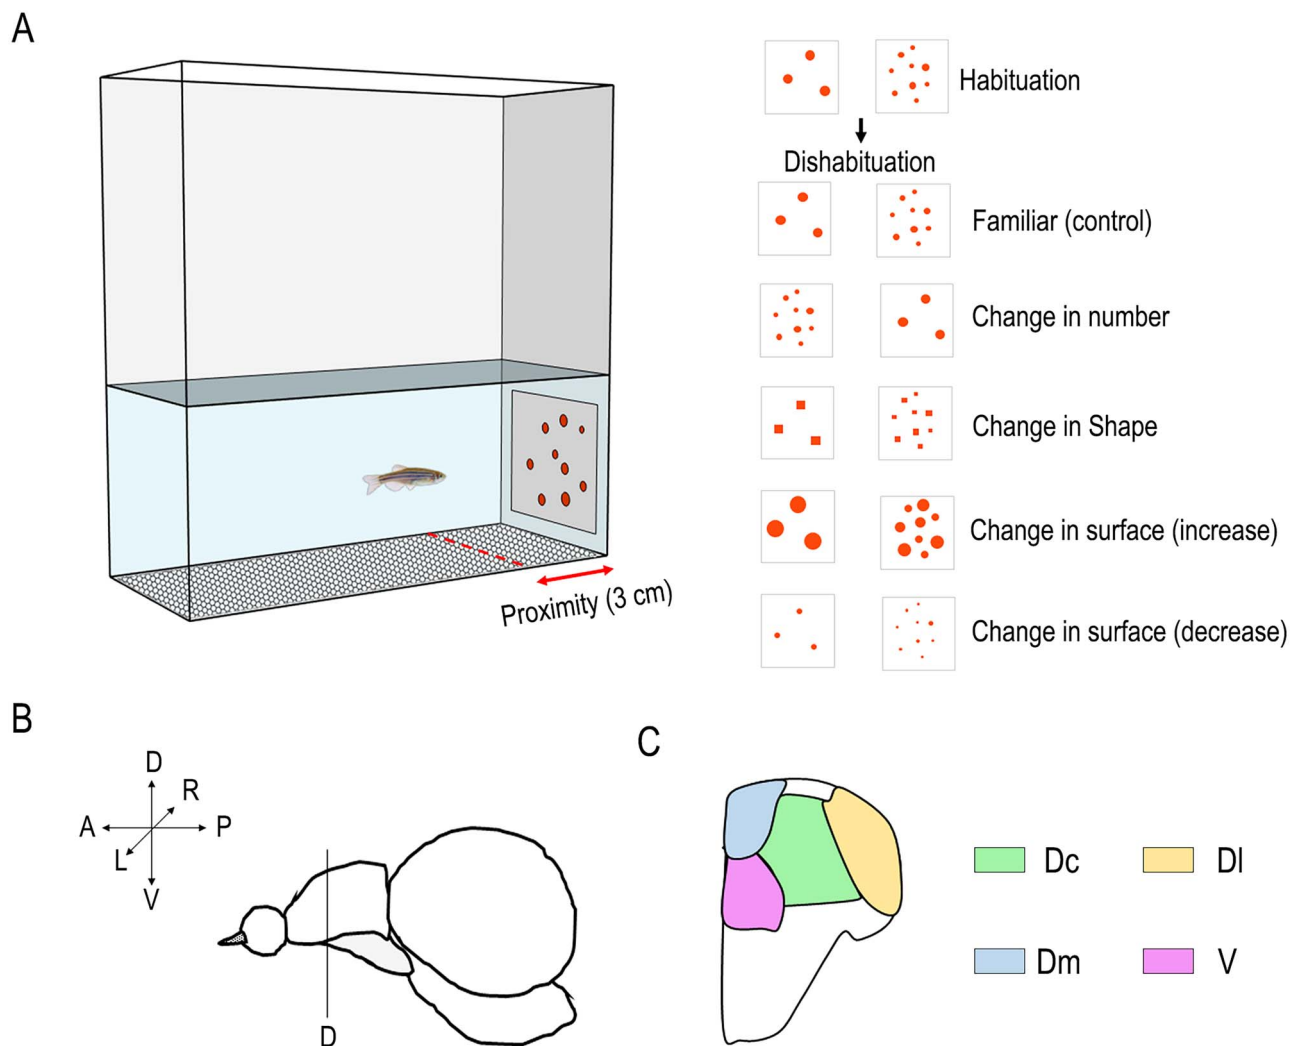 A
Habituation
Dishabituation
Familiar (control)
Change in number
Change in Shape
Change in surface (increase)
Change in surface (decrease)
Proximity (3 cm)
B
D
R
A
P
L
V
D
C
Dc
Dl
Dm
V